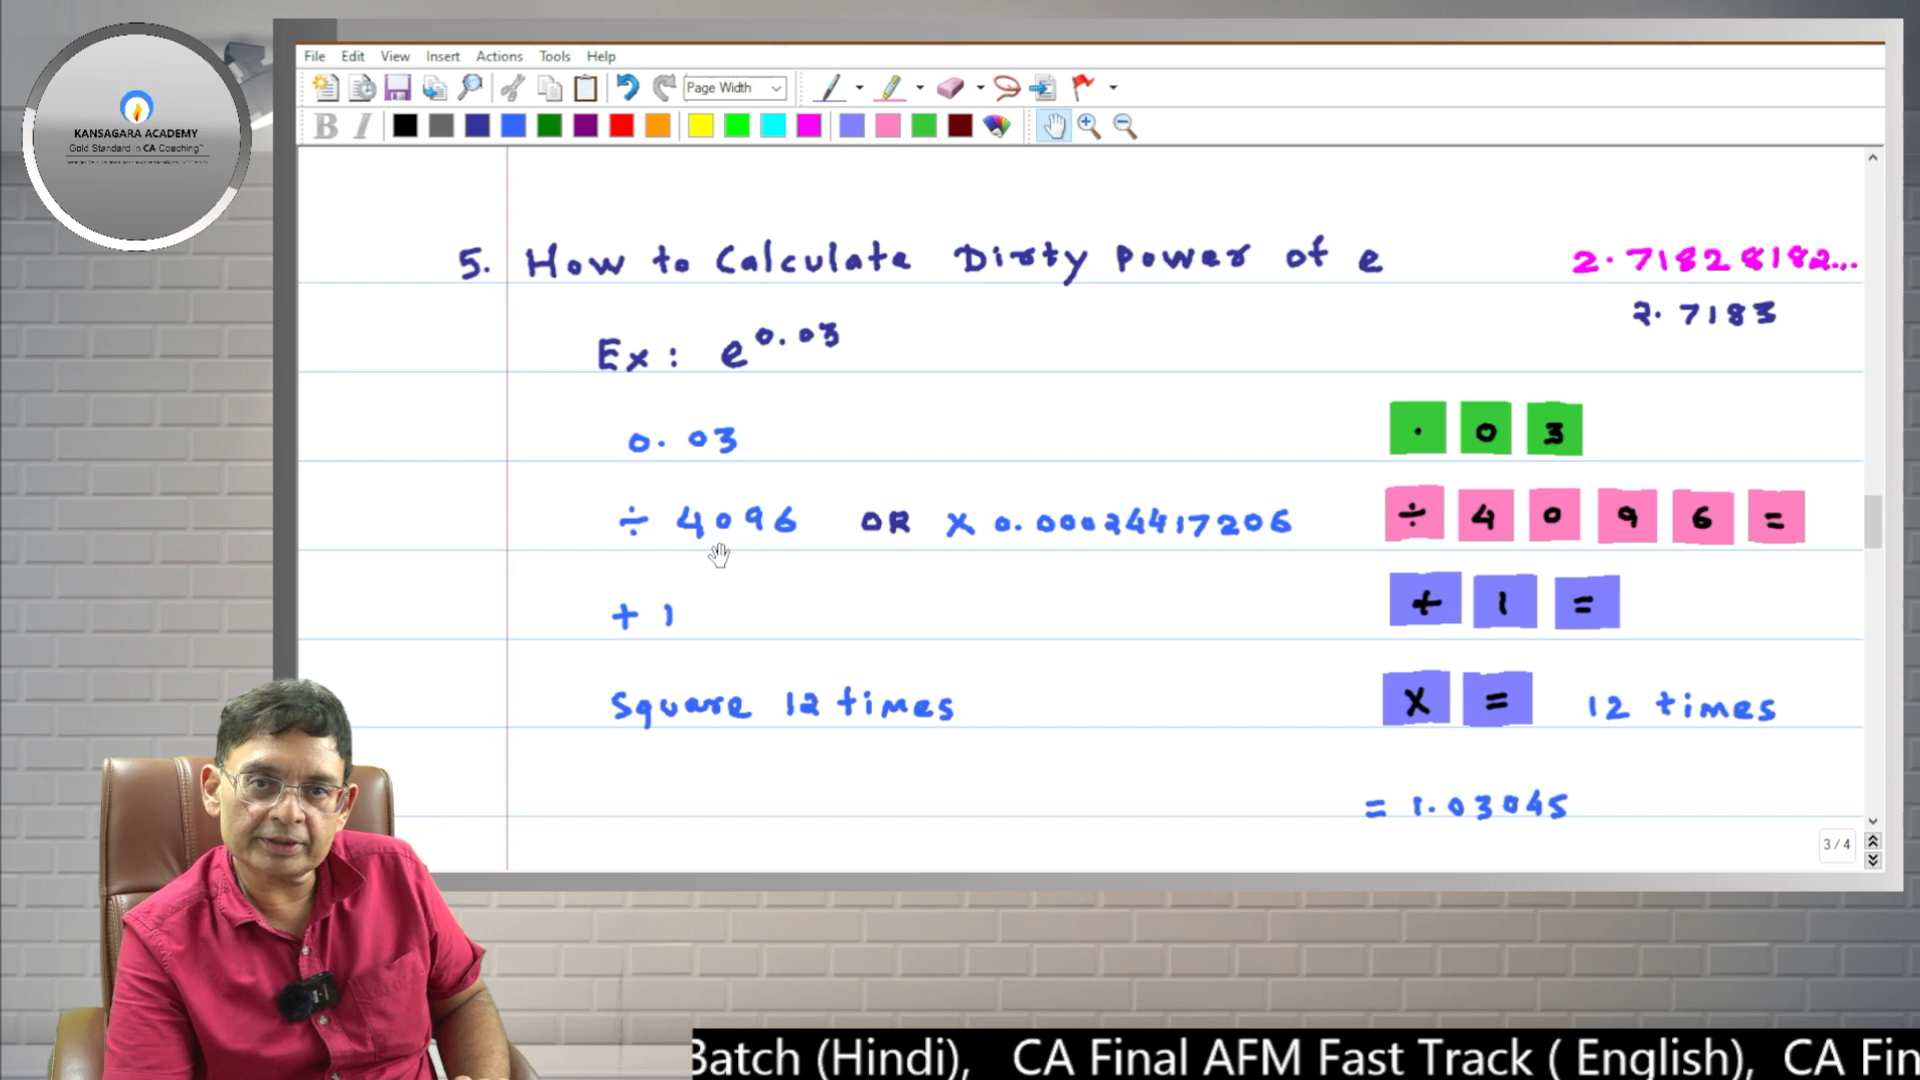 KANSAGARA ACADEMY
Gold Standard in CA Coaching™
File Edit View Insert Actions Tools Help
Page Width
B I
5. How to Calculate Dirty Power of e
2.71828182...
2.7183
Ex: e^0.03
0.03
. 0 3
÷ 4096 OR × 0.00024417206
÷ 4 0 9 6 =
+ 1
+ 1 =
Square 12 times
× = 12 times
= 1.03045
3 / 4
Batch (Hindi), CA Final AFM Fast Track ( English), CA Fin